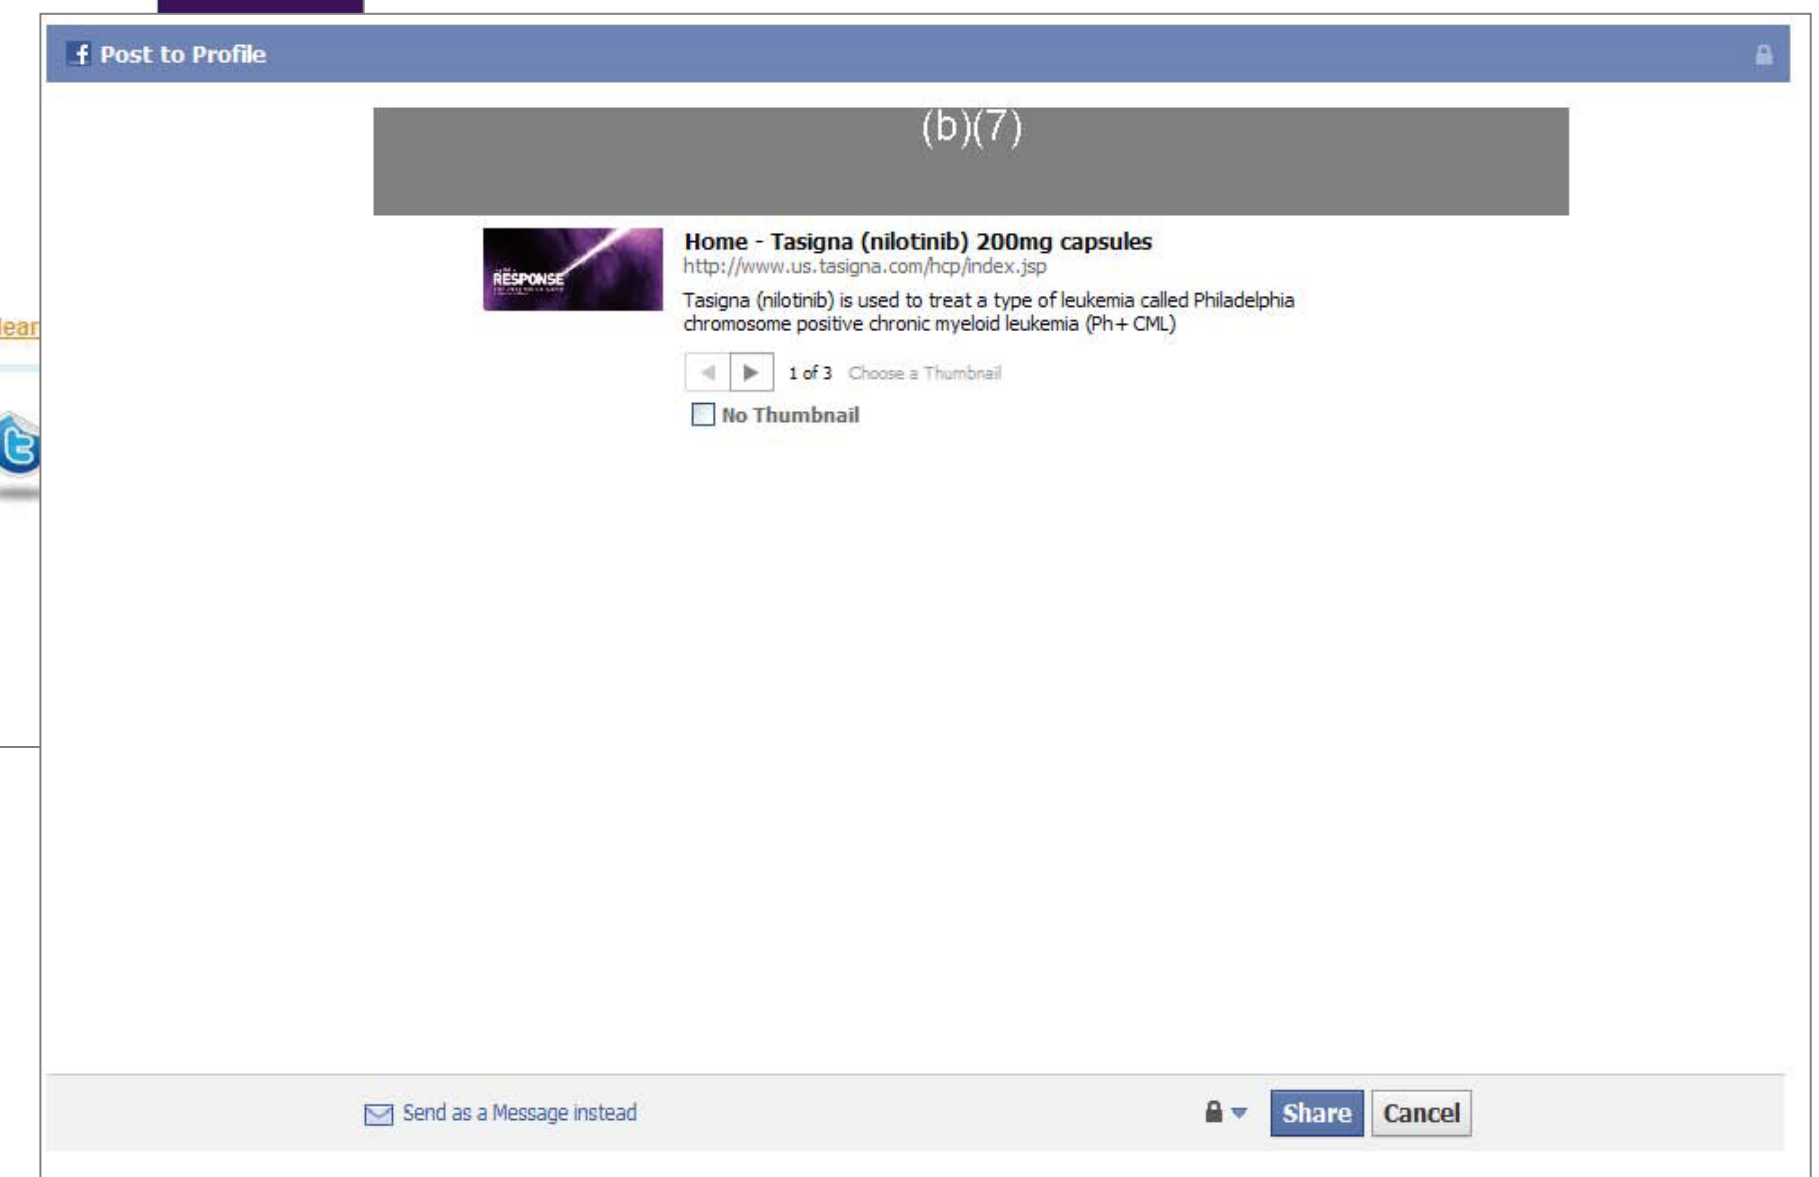 Post to Profile
(b)(7)
RESPONSE
Home - Tasigna (nilotinib) 200mg capsules
http://www.us.tasigna.com/hcp/index.jsp
Tasigna (nilotinib) is used to treat a type of leukemia called Philadelphia
chromosome positive chronic myeloid leukemia (Ph+ CML)
1 of 3 Choose a Thumbnail
No Thumbnail
Send as a Message instead
Share Cancel